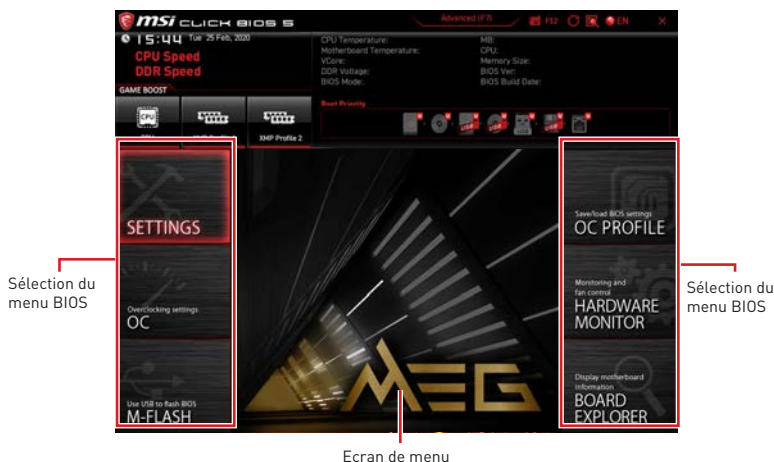 msi CLICK BIOS 5
Advanced (F7)
F12
EN
X
15:44 Tue 25 Feb, 2020
CPU Speed
DDR Speed
CPU Temperature:
Motherboard Temperature:
VCore:
DDR Voltage:
BIOS Mode:
MB:
CPU:
Memory Size:
BIOS Ver:
BIOS Build Date:
GAME BOOST
Boot Priority
CPU
USB
USB
USB
USB
XMP Profile 2
SETTINGS
Overclocking settings
OC
Use USB to flash BIOS
M-FLASH
Save/load BIOS settings
OC PROFILE
Monitoring and
fan control
HARDWARE
MONITOR
Display motherboard
information
BOARD
EXPLORER
MEG
Sélection du
menu BIOS
Sélection du
menu BIOS
Ecran de menu